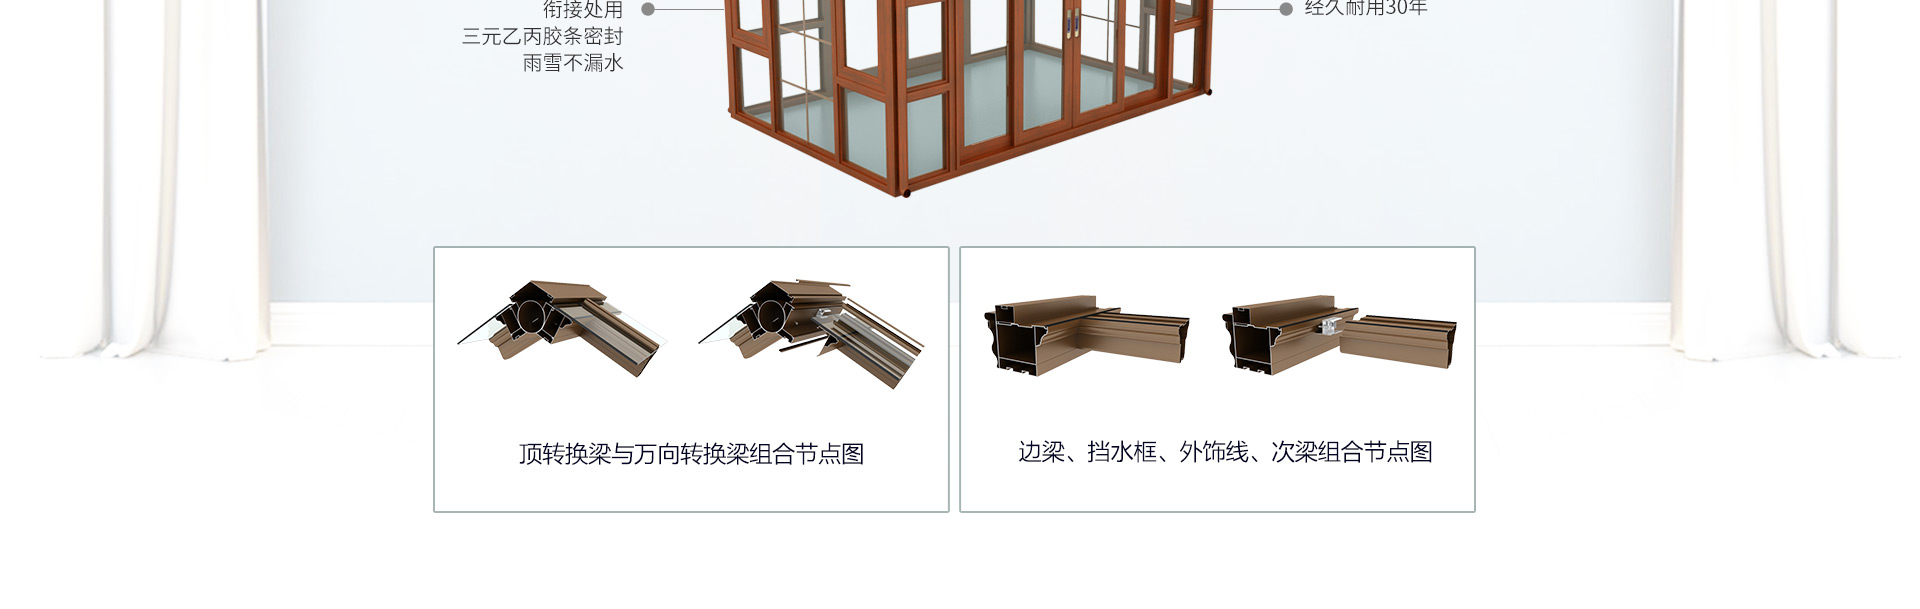 衔接处用
三元乙丙胶条密封
雨雪不漏水
经久耐用30年
顶转换梁与万向转换梁组合节点图
边梁、挡水框、外饰线、次梁组合节点图